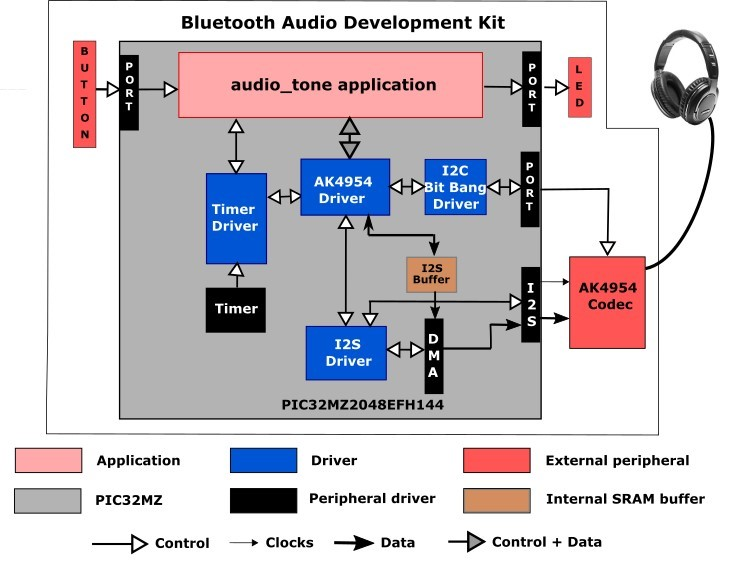 Bluetooth Audio Development Kit
BUTTON
PORT
audio_tone application
PORT
LED
AK4954
Driver
I2C
Bit Bang
Driver
PORT
Timer
Driver
I2S
Buffer
I2S
AK4954
Codec
Timer
I2S
Driver
DMA
PIC32MZ2048EFH144
Application
Driver
External peripheral
PIC32MZ
Peripheral driver
Internal SRAM buffer
Control
Clocks
Data
Control + Data